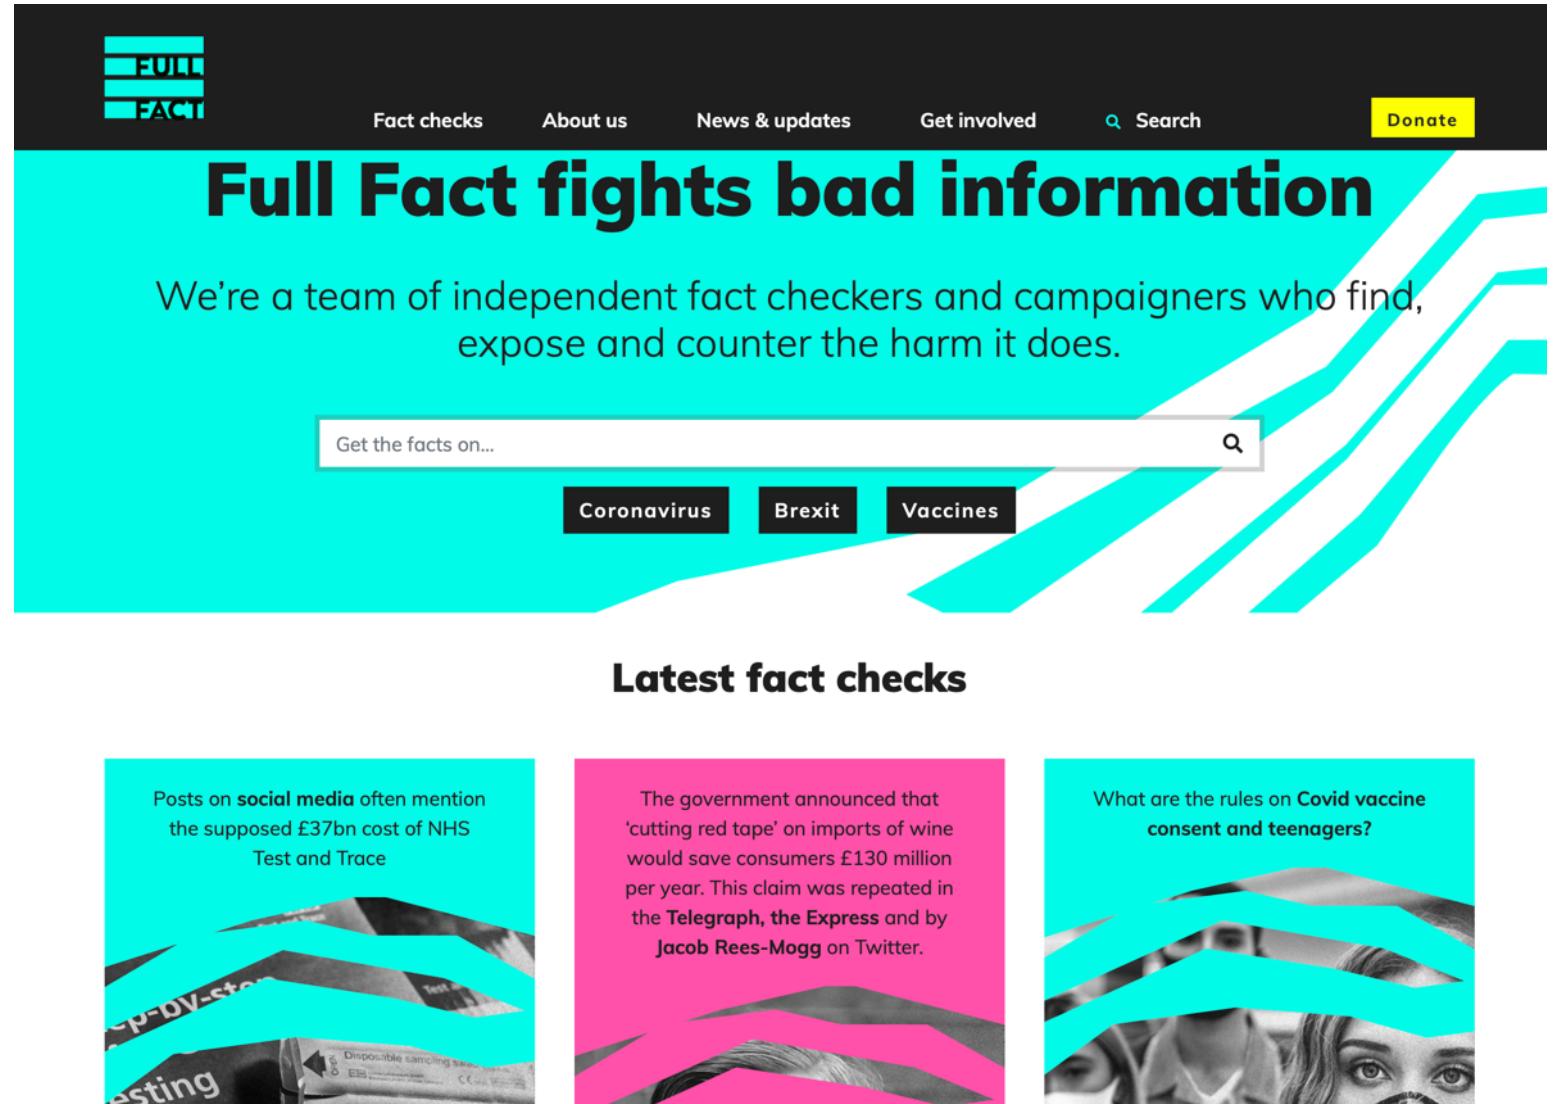 FULL
FACT
Fact checks
About us
News & updates
Get involved
Search
Donate
Full Fact fights bad information
We’re a team of independent fact checkers and campaigners who find,
expose and counter the harm it does.
Get the facts on...
Coronavirus
Brexit
Vaccines
Latest fact checks
Posts on social media often mention
the supposed £37bn cost of NHS
Test and Trace
The government announced that
‘cutting red tape’ on imports of wine
would save consumers £130 million
per year. This claim was repeated in
the Telegraph, the Express and by
Jacob Rees-Mogg on Twitter.
What are the rules on Covid vaccine
consent and teenagers?
Disposable sampling